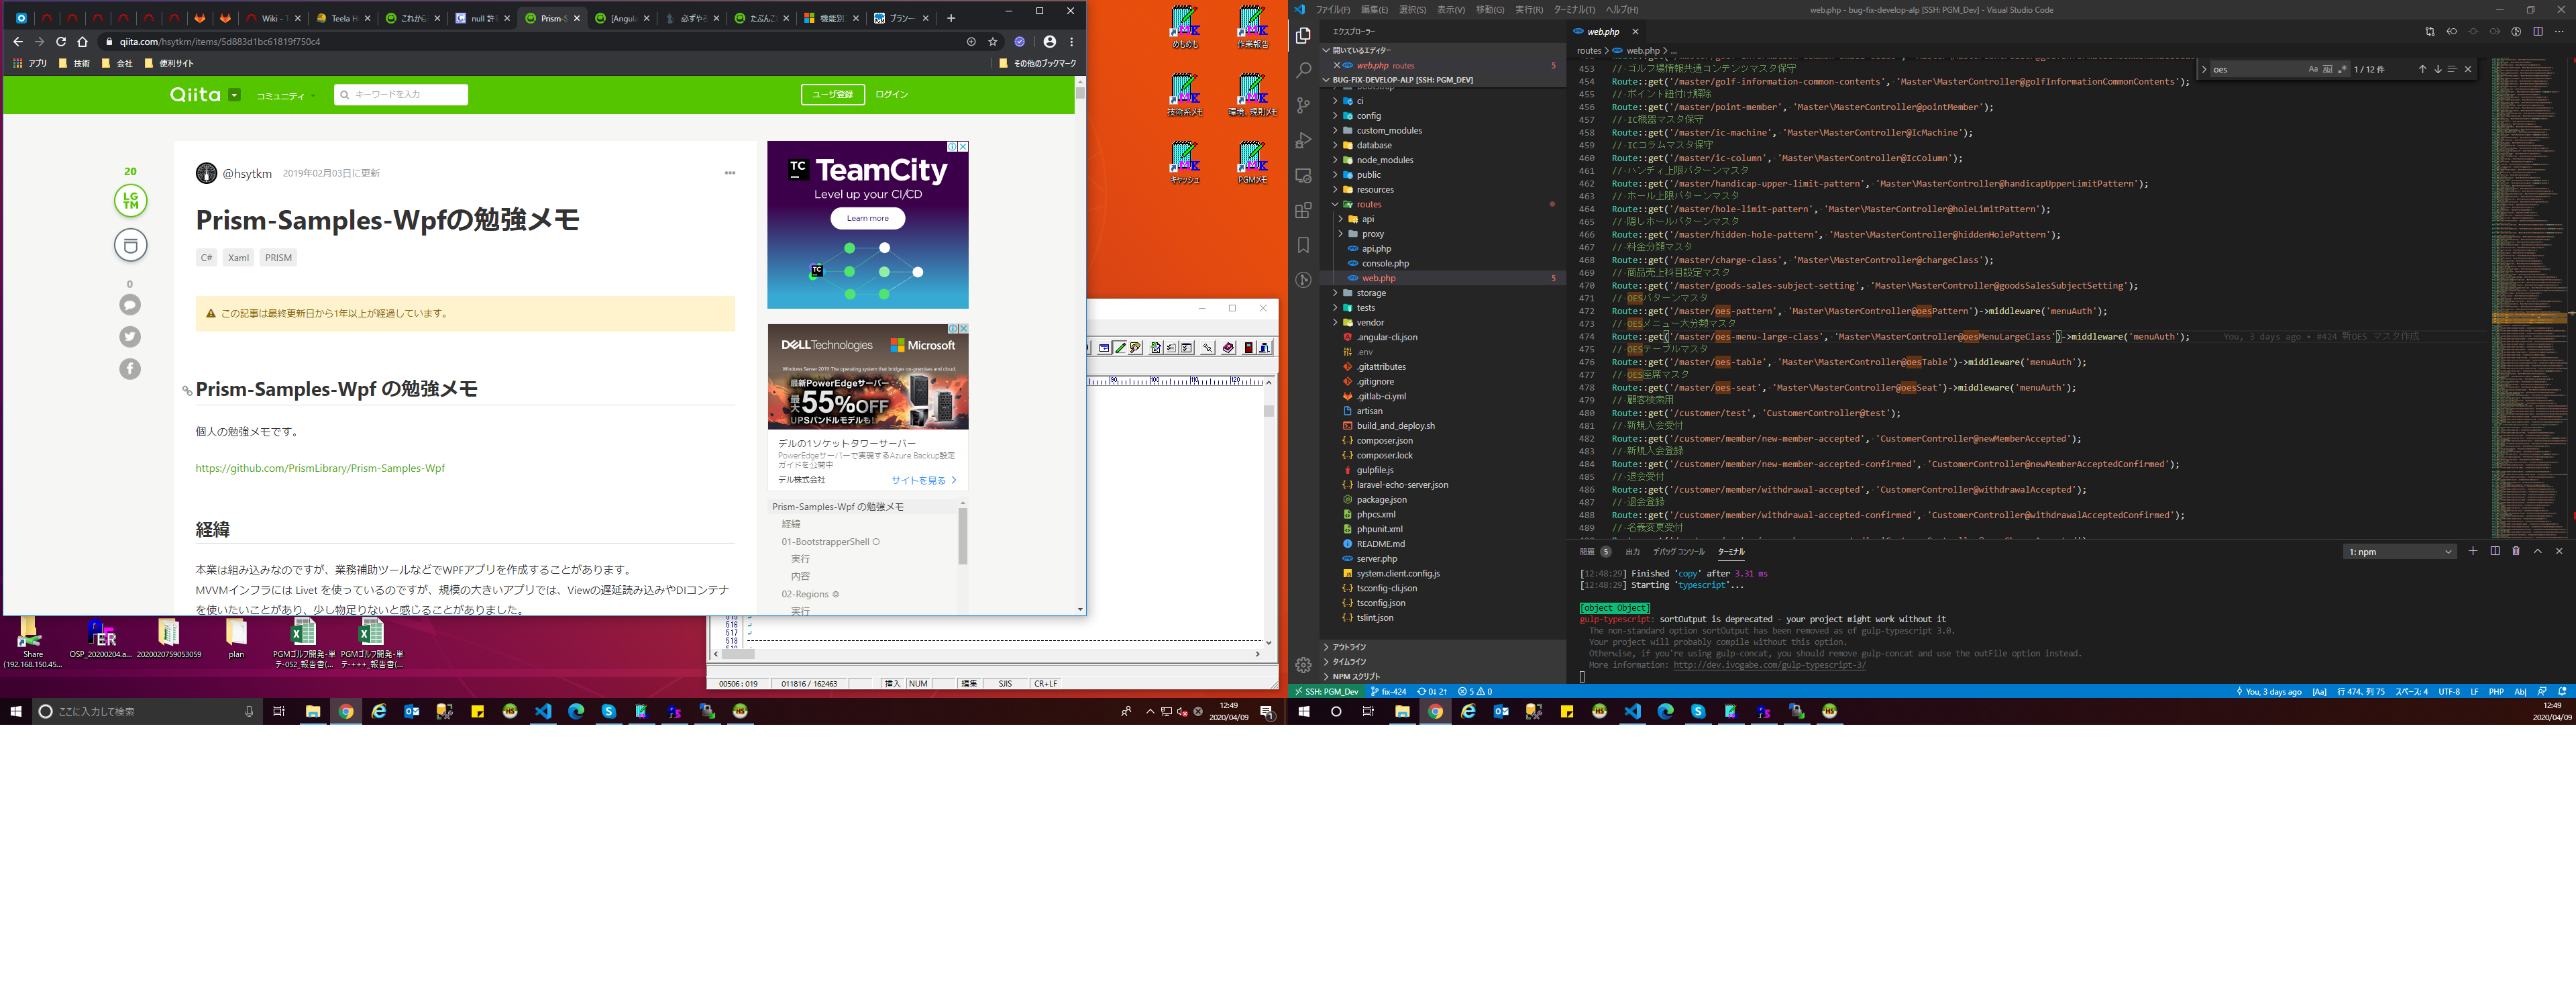 Wiki - T
Teela H
これから
null 許
Prism-S
[Angul
必ずやる
たぶんこ
機能別
プラン一
qiita.com/hsytkm/items/5d883d1bc61819f750c4
アプリ
技術
会社
便利サイト
その他のブックマーク
Qiita
コミュニティ
キーワードを入力
ユーザ登録
ログイン
20
LG
TM
0
@hsytkm
2019年02月03日に更新
Prism-Samples-Wpfの勉強メモ
C#
Xaml
PRISM
この記事は最終更新日から1年以上が経過しています。
Prism-Samples-Wpf の勉強メモ
個人の勉強メモです。
https://github.com/PrismLibrary/Prism-Samples-Wpf
経緯
本業は組み込みなのですが、業務補助ツールなどでWPFアプリを作成することがあります。
MVVMインフラには Livet を使っているのですが、規模の大きいアプリでは、Viewの遅延読み込みやDIコンテナ
を使いたいことがあり、少し物足りないと感じることがありました。
TC
TeamCity
Level up your CI/CD
Learn more
TC
DELLTechnologies
Microsoft
Windows Server 2019: The operating system that bridges on-premises and cloud.
最新PowerEdgeサーバー
最大55%OFF
UPSバンドルモデルも!!
デルの1ソケットタワーサーバー
PowerEdgeサーバーで実現するAzure Backup設定
ガイドを公開中
デル株式会社
サイトを見る
Prism-Samples-Wpf の勉強メモ
経緯
01-BootstrapperShell ○
実行
内容
02-Regions ◎
実行
めもめも
作業報告
技術系メモ
環境、規則メモ
キャッシュ
PGMメモ
Share
(192.168.150.45...
OSP_20200204.a...
2020020759053059
plan
PGMゴルフ開発-単
テ-052_報告書(...
PGMゴルフ開発-単
テ-+++_報告書(...
90 100 110 120
515
516
517
518
00506 : 019
011816 / 162463
挿入
NUM
編集
SJIS
CR+LF
ここに入力して検索
12:49
2020/04/09
ファイル(F)
編集(E)
選択(S)
表示(V)
移動(G)
実行(R)
ターミナル(T)
ヘルプ(H)
web.php - bug-fix-develop-alp [SSH: PGM_Dev] - Visual Studio Code
エクスプローラー
開いているエディター
web.php routes 5
BUG-FIX-DEVELOP-ALP [SSH: PGM_DEV]
bootstrap
ci
config
custom_modules
database
node_modules
public
resources
routes
api
proxy
api.php
console.php
web.php 5
storage
tests
vendor
.angular-cli.json
.env
.gitattributes
.gitignore
.gitlab-ci.yml
artisan
build_and_deploy.sh
composer.json
composer.lock
gulpfile.js
laravel-echo-server.json
package.json
phpcs.xml
phpunit.xml
README.md
server.php
system.client.config.js
tsconfig-cli.json
tsconfig.json
tslint.json
アウトライン
タイムライン
NPM スクリプト
web.php
routes > web.php > ...
oes
1 / 12 件
453 // ゴルフ場情報共通コンテンツマスタ保守
454 Route::get('/master/golf-information-common-contents', 'Master\MasterController@golfInformationCommonContents');
455 // ポイント紐付け解除
456 Route::get('/master/point-member', 'Master\MasterController@pointMember');
457 // IC機器マスタ保守
458 Route::get('/master/ic-machine', 'Master\MasterController@IcMachine');
459 // ICコラムマスタ保守
460 Route::get('/master/ic-column', 'Master\MasterController@IcColumn');
461 // ハンディ上限パターンマスタ
462 Route::get('/master/handicap-upper-limit-pattern', 'Master\MasterController@handicapUpperLimitPattern');
463 // ホール上限パターンマスタ
464 Route::get('/master/hole-limit-pattern', 'Master\MasterController@holeLimitPattern');
465 // 隠しホールパターンマスタ
466 Route::get('/master/hidden-hole-pattern', 'Master\MasterController@hiddenHolePattern');
467 // 料金分類マスタ
468 Route::get('/master/charge-class', 'Master\MasterController@chargeClass');
469 // 商品売上科目設定マスタ
470 Route::get('/master/goods-sales-subject-setting', 'Master\MasterController@goodsSalesSubjectSetting');
471 // OESパターンマスタ
472 Route::get('/master/oes-pattern', 'Master\MasterController@oesPattern')->middleware('menuAuth');
473 // OESメニュー大分類マスタ
474 Route::get('/master/oes-menu-large-class', 'Master\MasterController@oesMenuLargeClass')->middleware('menuAuth'); You, 3 days ago • #424 新OES マスタ作成
475 // OESテーブルマスタ
476 Route::get('/master/oes-table', 'Master\MasterController@oesTable')->middleware('menuAuth');
477 // OES座席マスタ
478 Route::get('/master/oes-seat', 'Master\MasterController@oesSeat')->middleware('menuAuth');
479 // 顧客検索用
480 Route::get('/customer/test', 'CustomerController@test');
481 // 新規入会受付
482 Route::get('/customer/member/new-member-accepted', 'CustomerController@newMemberAccepted');
483 // 新規入会登録
484 Route::get('/customer/member/new-member-accepted-confirmed', 'CustomerController@newMemberAcceptedConfirmed');
485 // 退会受付
486 Route::get('/customer/member/withdrawal-accepted', 'CustomerController@withdrawalAccepted');
487 // 退会登録
488 Route::get('/customer/member/withdrawal-accepted-confirmed', 'CustomerController@withdrawalAcceptedConfirmed');
489 // 名義変更受付
問題 5
出力
デバッグ コンソール
ターミナル
1: npm
[12:48:29] Finished 'copy' after 3.31 ms
[12:48:29] Starting 'typescript'...
[object Object]
gulp-typescript: sortOutput is deprecated - your project might work without it
The non-standard option sortOutput has been removed as of gulp-typescript 3.0.
Your project will probably compile without this option.
Otherwise, if you're using gulp-concat, you should remove gulp-concat and use the outFile option instead.
More information: http://dev.ivogabe.com/gulp-typescript-3/
SSH: PGM_Dev
fix-424
0↓ 2↑
5
0
You, 3 days ago
[Aa]
行 474、列 75
スペース: 4
UTF-8
LF
PHP
Ab|
12:49
2020/04/09